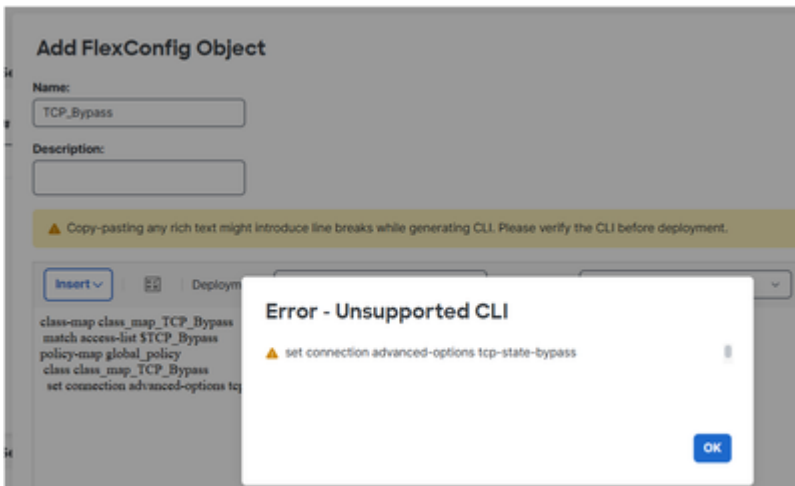 Add FlexConfig Object
Name:
TCP_Bypass
Description:
Copy-pasting any rich text might introduce line breaks while generating CLI. Please verify the CLI before deployment.
Insert
Deploym
class-map class_map_TCP_Bypass
match access-list $TCP_Bypass
policy-map global_policy
class class_map_TCP_Bypass
set connection advanced-options tcp
Error - Unsupported CLI
set connection advanced-options tcp-state-bypass
OK